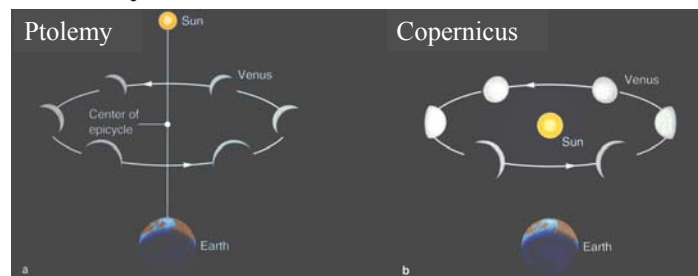 Ptolemy
Sun
Venus
Center of
epicycle
Earth
a
Copernicus
Venus
Sun
Earth
b